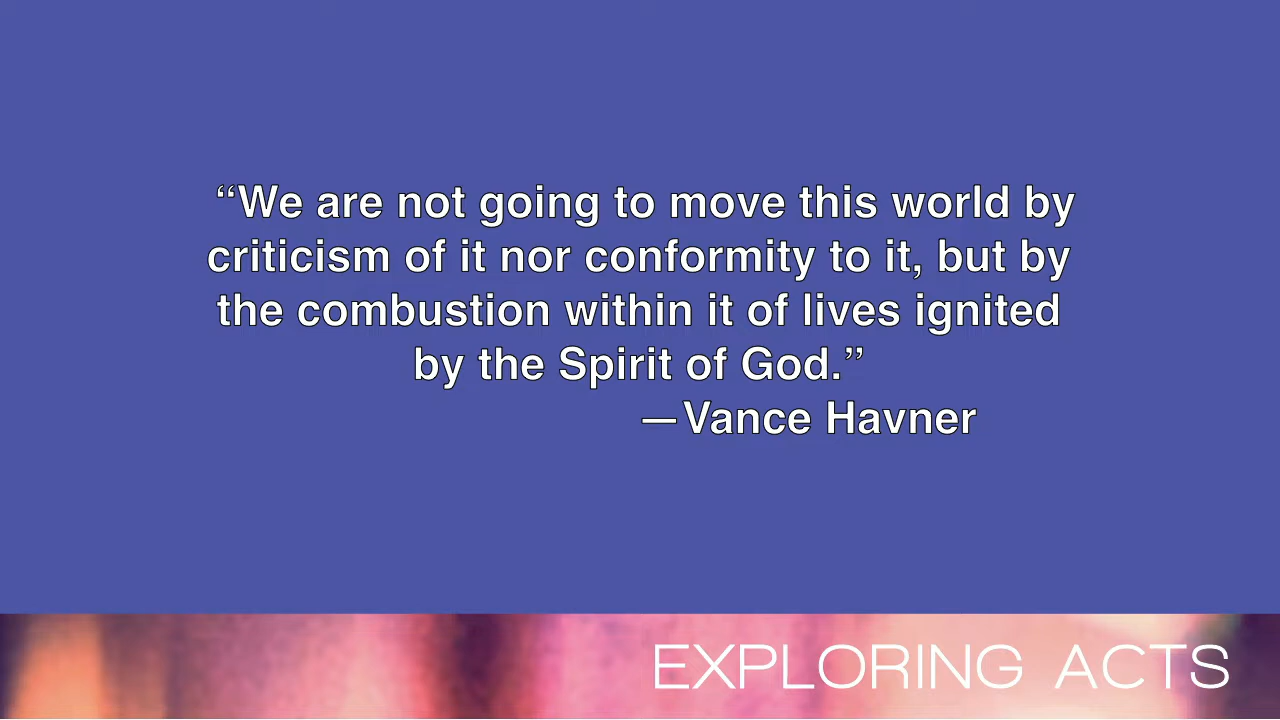 “We are not going to move this world by
criticism of it nor conformity to it, but by
the combustion within it of lives ignited
by the Spirit of God.”
—Vance Havner
EXPLORING ACTS